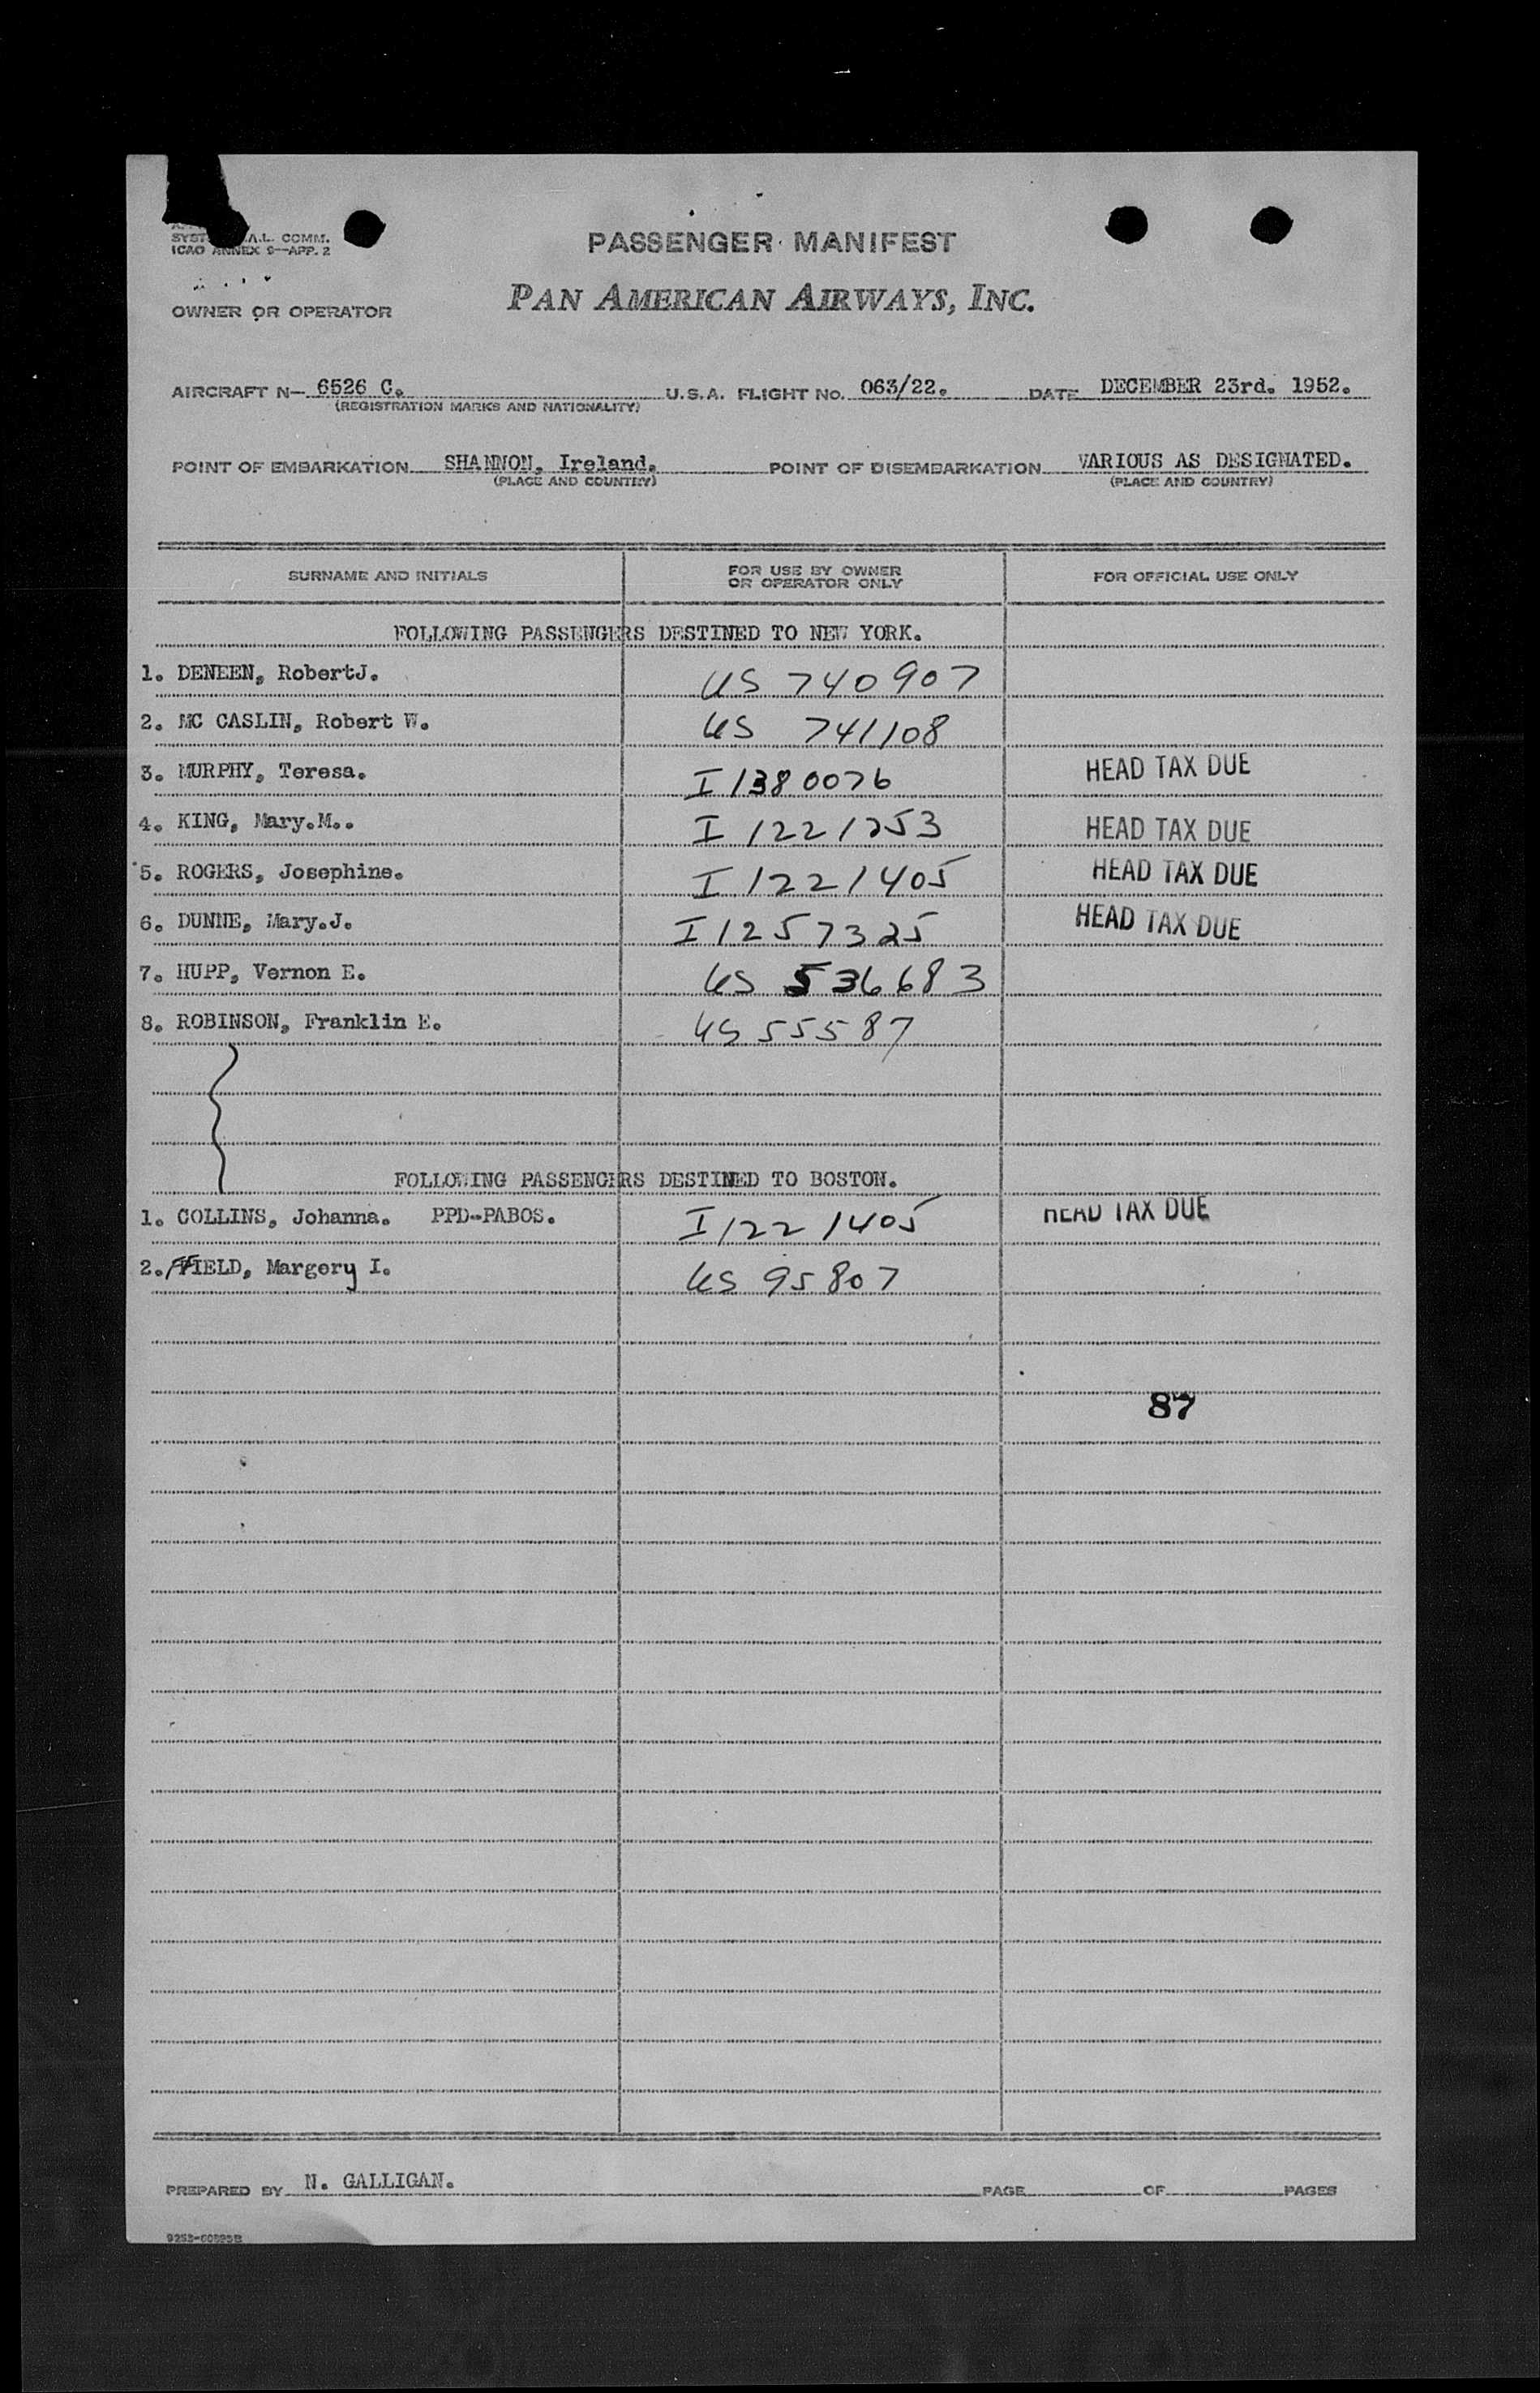 SYST A.L. COMM.
ICAO ANNEX 9—APP. 2
PASSENGER MANIFEST
OWNER OR OPERATOR PAN AMERICAN AIRWAYS, INC.
AIRCRAFT N— 6526 C. U.S.A. FLIGHT NO. 063/22. DATE DECEMBER 23rd. 1952.
(REGISTRATION MARKS AND NATIONALITY)
POINT OF EMBARKATION SHANNON, Ireland. POINT OF DISEMBARKATION VARIOUS AS DESIGNATED.
(PLACE AND COUNTRY) (PLACE AND COUNTRY)
SURNAME AND INITIALS FOR USE BY OWNER OR OPERATOR ONLY FOR OFFICIAL USE ONLY
FOLLOWING PASSENGERS DESTINED TO NEW YORK.
1. DENEEN, RobertJ. US 740907
2. MC CASLIN, Robert W. US 741108
3. MURPHY, Teresa. I 1380076 HEAD TAX DUE
4. KING, Mary.M.. I 1221253 HEAD TAX DUE
5. ROGERS, Josephine. I 1221405 HEAD TAX DUE
6. DUNNE, Mary.J. I 1257325 HEAD TAX DUE
7. HUPP, Vernon E. US 536683
8. ROBINSON, Franklin E. US 55587
FOLLOWING PASSENGERS DESTINED TO BOSTON.
1. COLLINS, Johanna. PPD-PABOS. I 1221405 HEAD TAX DUE
2. FIELD, Margery I. US 95807
87
PREPARED BY N. GALLIGAN. PAGE OF PAGES